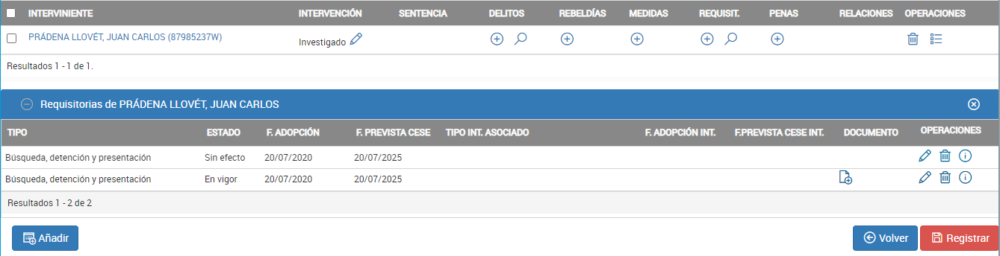 INTERVINIENTE INTERVENCIÓN SENTENCIA DELITOS REBELDÍAS MEDIDAS REQUISIT. PENAS RELACIONES OPERACIONES
PRÁDENA LLOVÉT, JUAN CARLOS (87985237W) Investigado
Resultados 1 - 1 de 1.
Requisitorias de PRÁDENA LLOVÉT, JUAN CARLOS
TIPO ESTADO F. ADOPCIÓN F. PREVISTA CESE TIPO INT. ASOCIADO F. ADOPCIÓN INT. F.PREVISTA CESE INT. DOCUMENTO OPERACIONES
Búsqueda, detención y presentación Sin efecto 20/07/2020 20/07/2025
Búsqueda, detención y presentación En vigor 20/07/2020 20/07/2025
Resultados 1 - 2 de 2
Añadir Volver Registrar